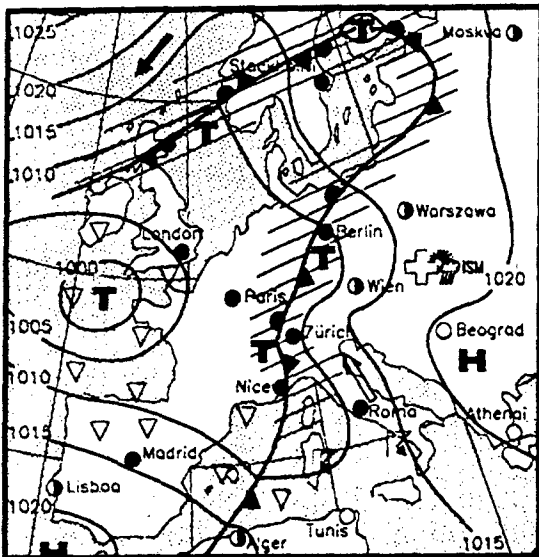 1025
Moskva
T
1020
Stockholm
1015
T
1010
London
Warszawa
Berlin
1000
T
T
ISM
1020
Wien
1005
Paris
Zürich
Beograd
T
H
1010
Nice
Roma
Athenai
1015
Madrid
Lisboa
1020
Tunis
Alger
1015
H